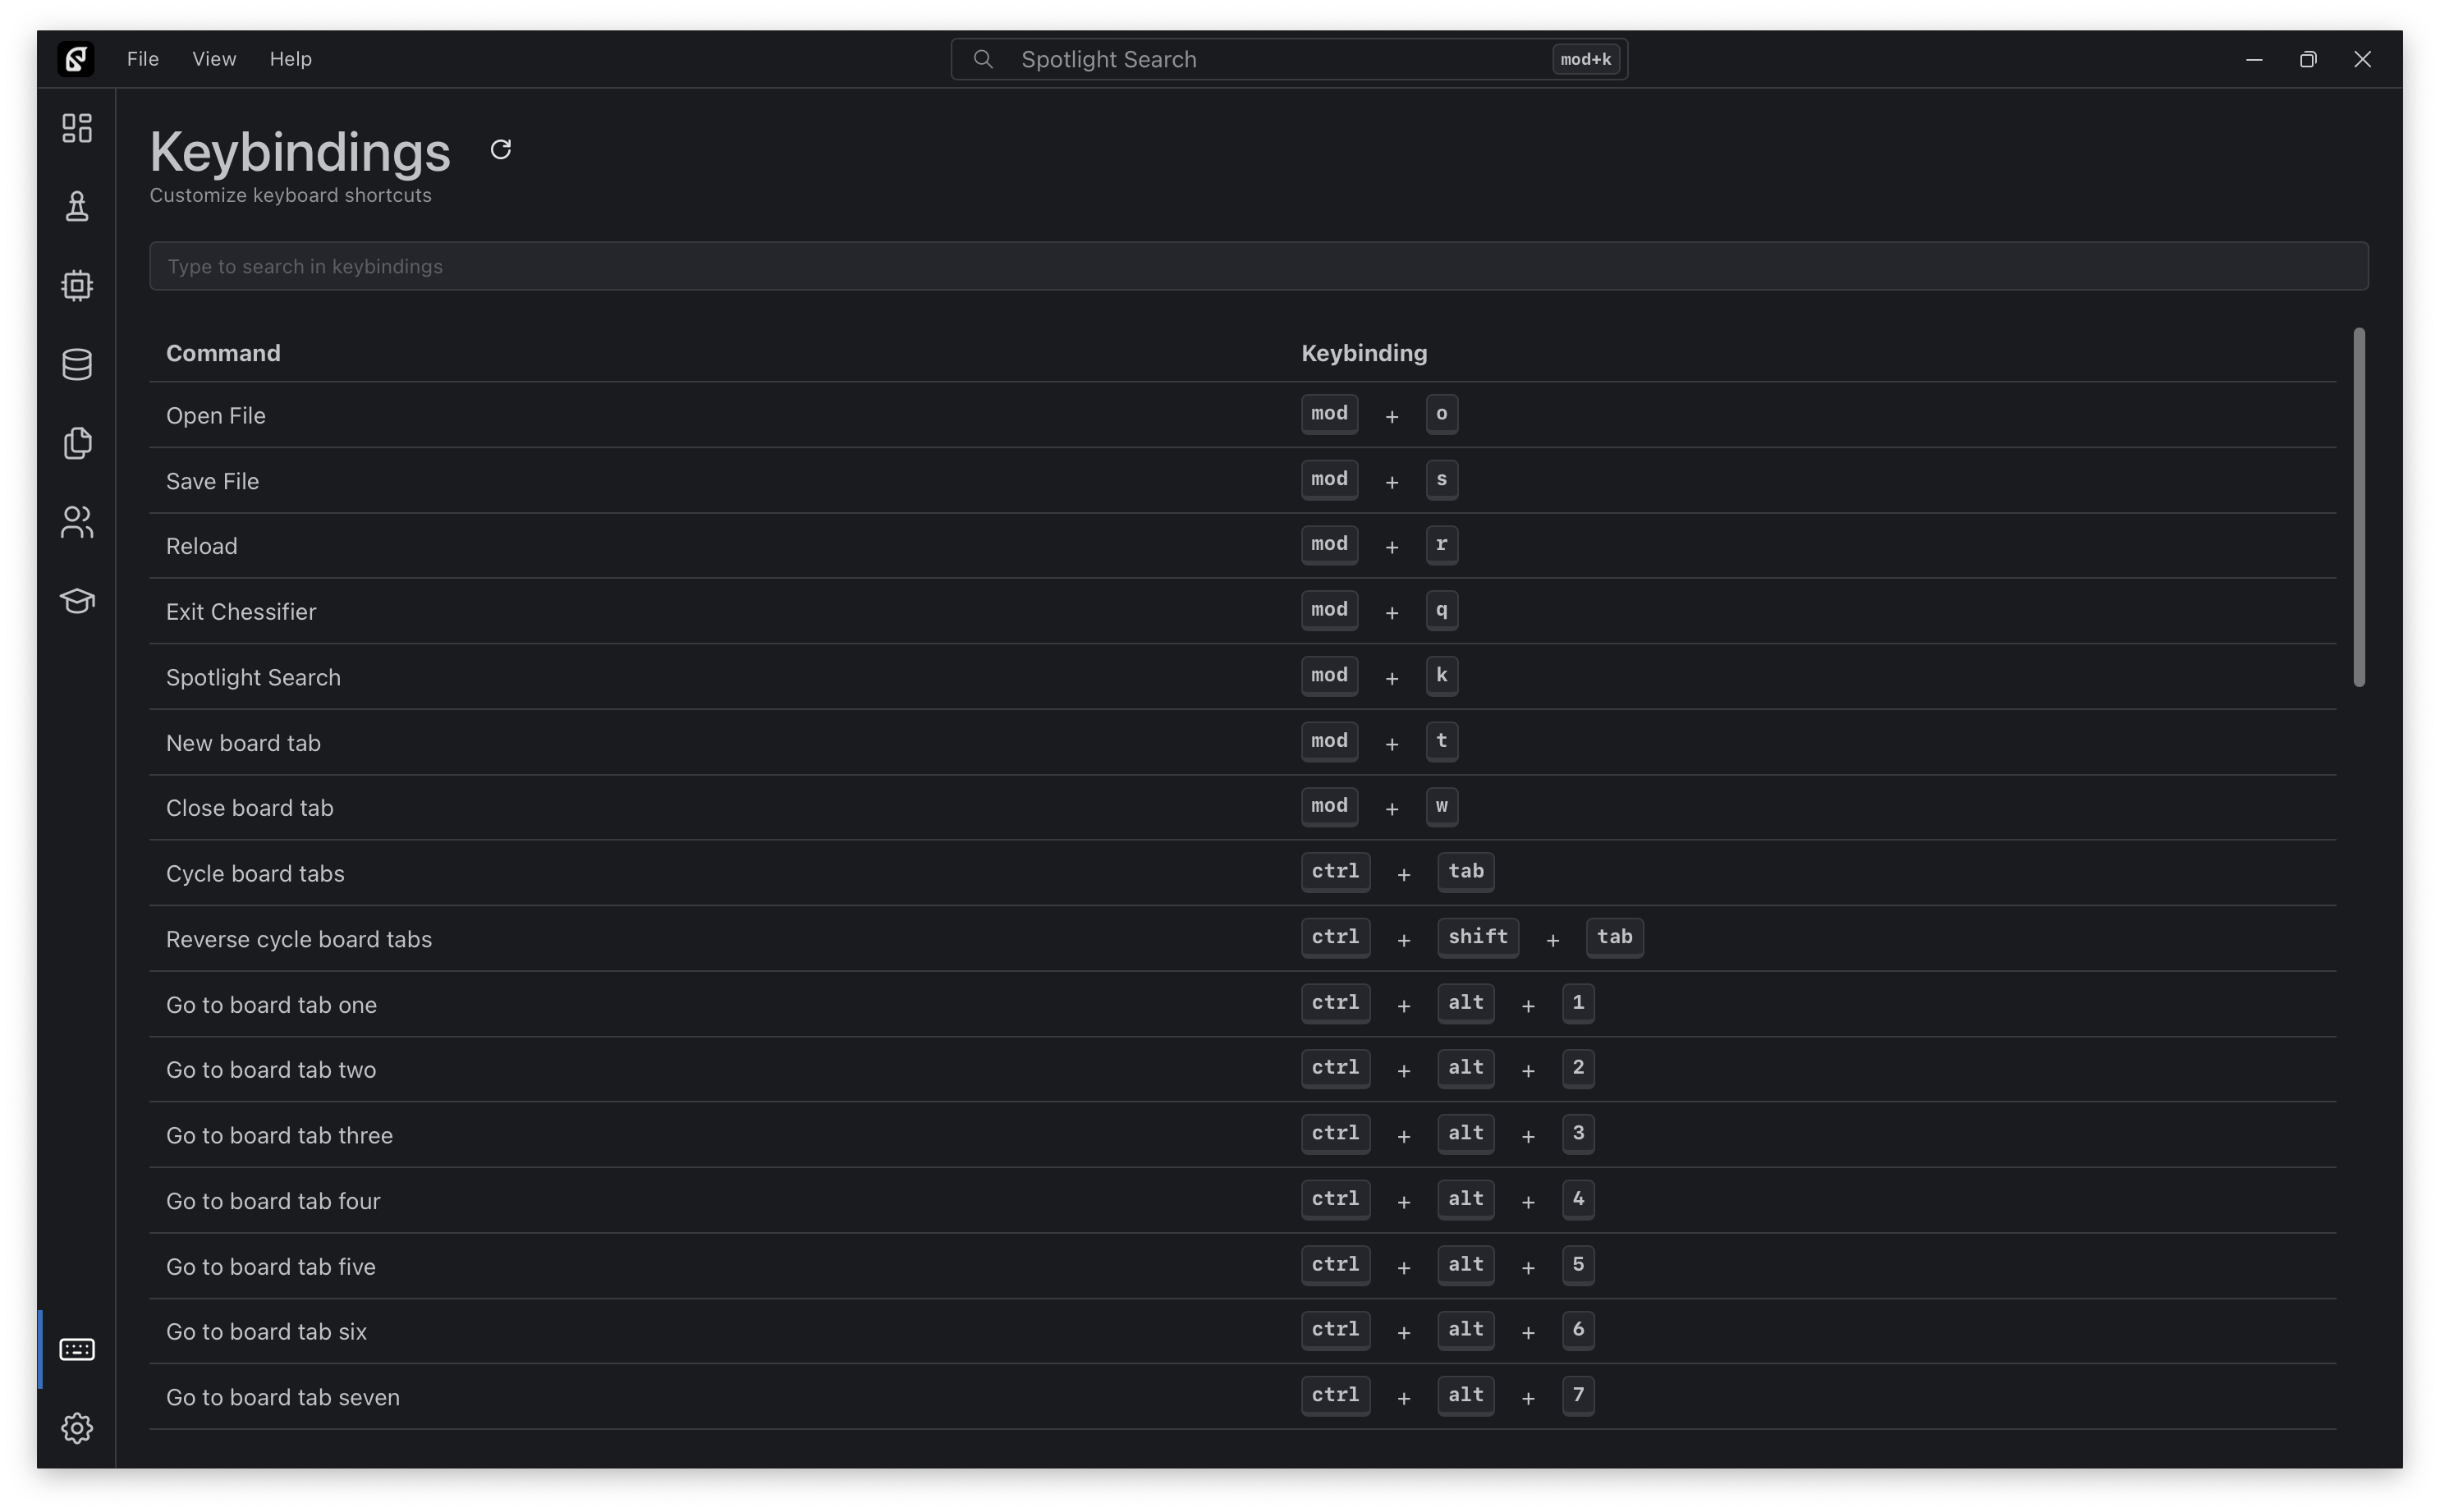 File View Help Spotlight Search mod+k
Keybindings
Customize keyboard shortcuts
Type to search in keybindings
Command Keybinding
Open File mod + o
Save File mod + s
Reload mod + r
Exit Chessifier mod + q
Spotlight Search mod + k
New board tab mod + t
Close board tab mod + w
Cycle board tabs ctrl + tab
Reverse cycle board tabs ctrl + shift + tab
Go to board tab one ctrl + alt + 1
Go to board tab two ctrl + alt + 2
Go to board tab three ctrl + alt + 3
Go to board tab four ctrl + alt + 4
Go to board tab five ctrl + alt + 5
Go to board tab six ctrl + alt + 6
Go to board tab seven ctrl + alt + 7